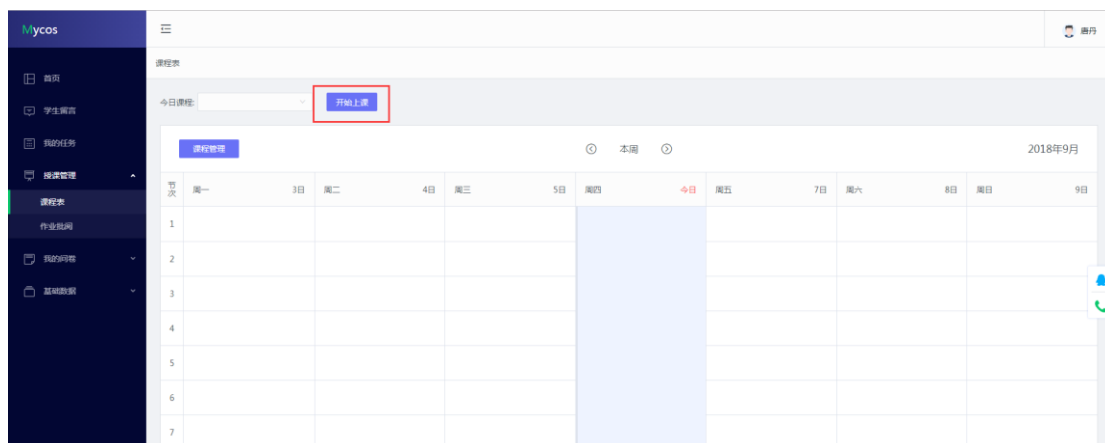 Mycos
唐丹
课程表
首页
今日课程:
开始上课
学生留言
我的任务
课程管理
本周
2018年9月
授课管理
节次 周一 3日 周二 4日 周三 5日 周四 今日 周五 7日 周六 8日 周日 9日
课程表
1
作业批阅
2
我的问卷
3
基础数据
4
5
6
7